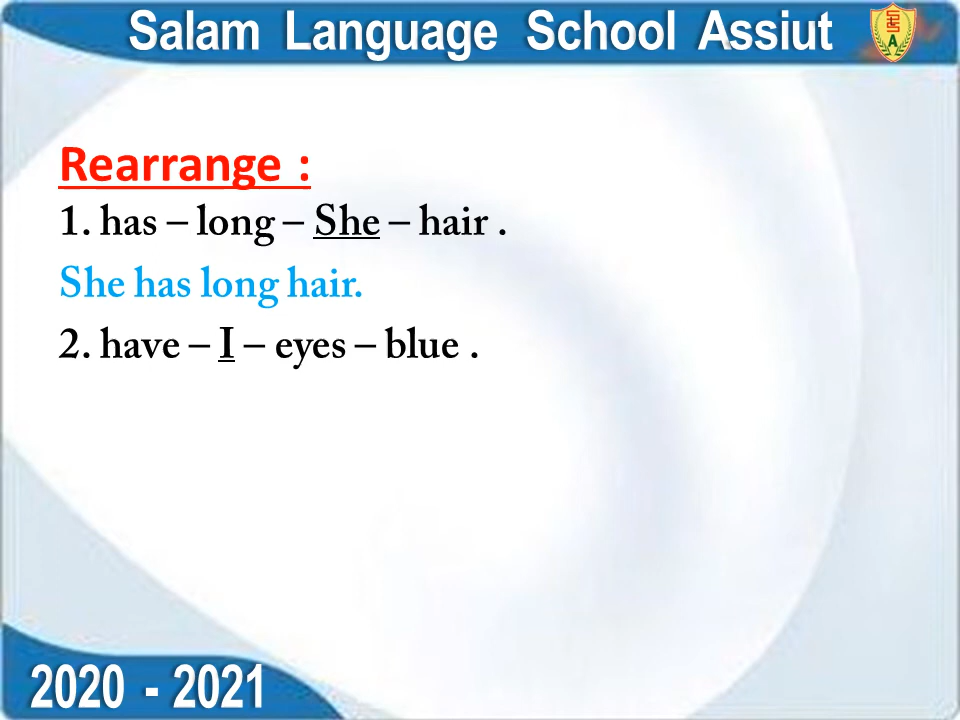 Salam Language School Assiut
Rearrange :
1. has – long – She – hair .
She has long hair.
2. have – I – eyes – blue .
2020 - 2021